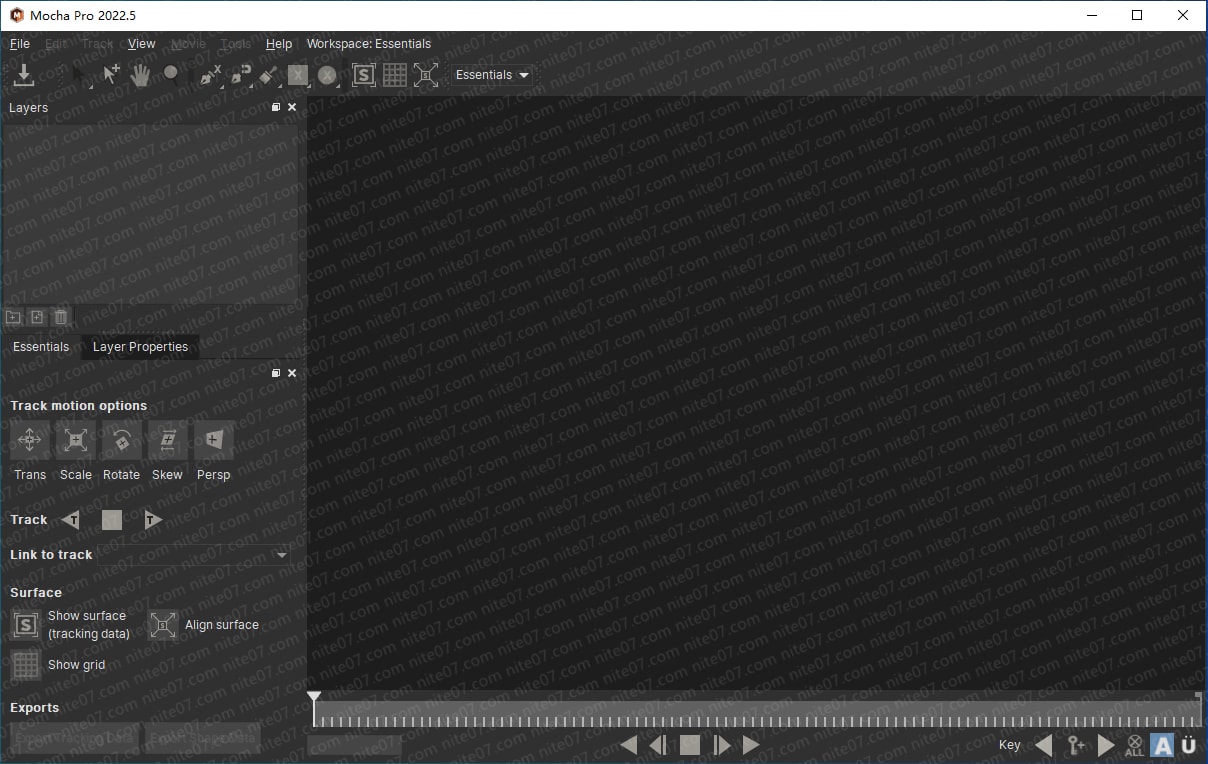 Mocha Pro 2022.5
File Edit Track View Movie Tools Help Workspace: Essentials
Essentials
Layers
Essentials Layer Properties
Track motion options
Trans Scale Rotate Skew Persp
Track
Link to track
Surface
Show surface
(tracking data)
Align surface
Show grid
Exports
Export Tracking Data Export Shape Data
Key
ALL
A
Ü
nite07.com